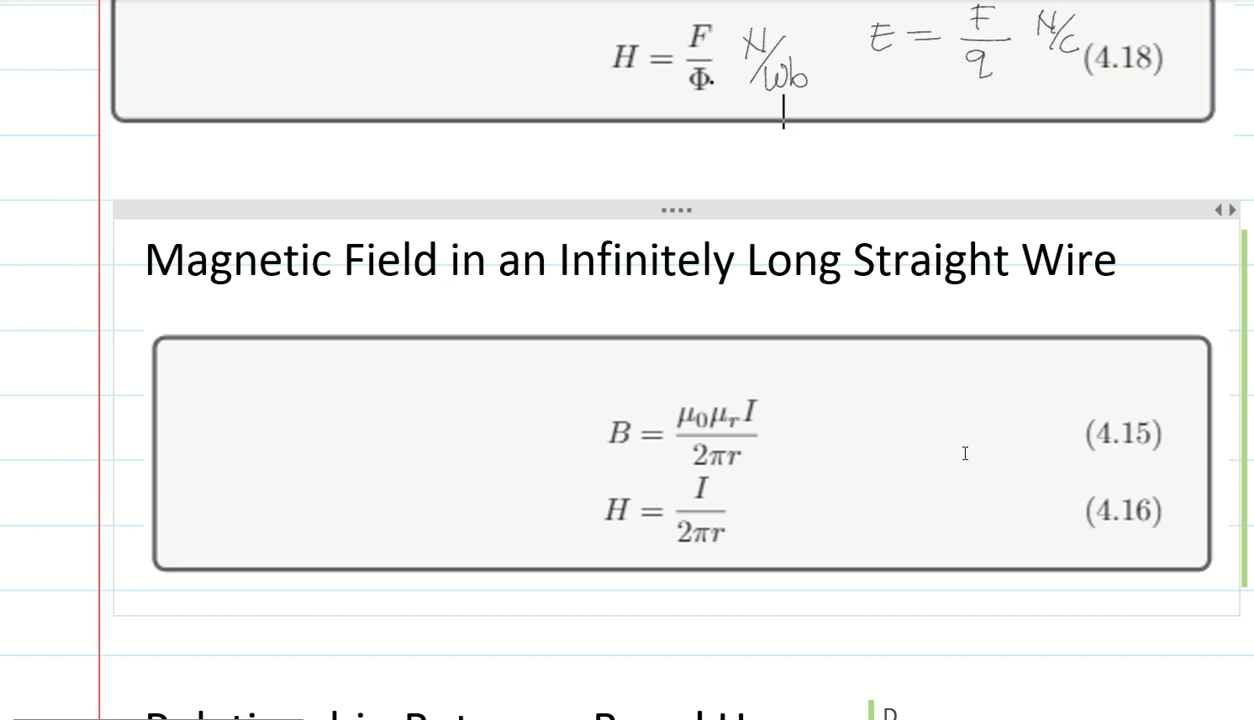 H = F/Φ N/Wb E = F/q N/C (4.18)
Magnetic Field in an Infinitely Long Straight Wire
B = μ₀μᵣI/2πr (4.15)
H = I/2πr (4.16)